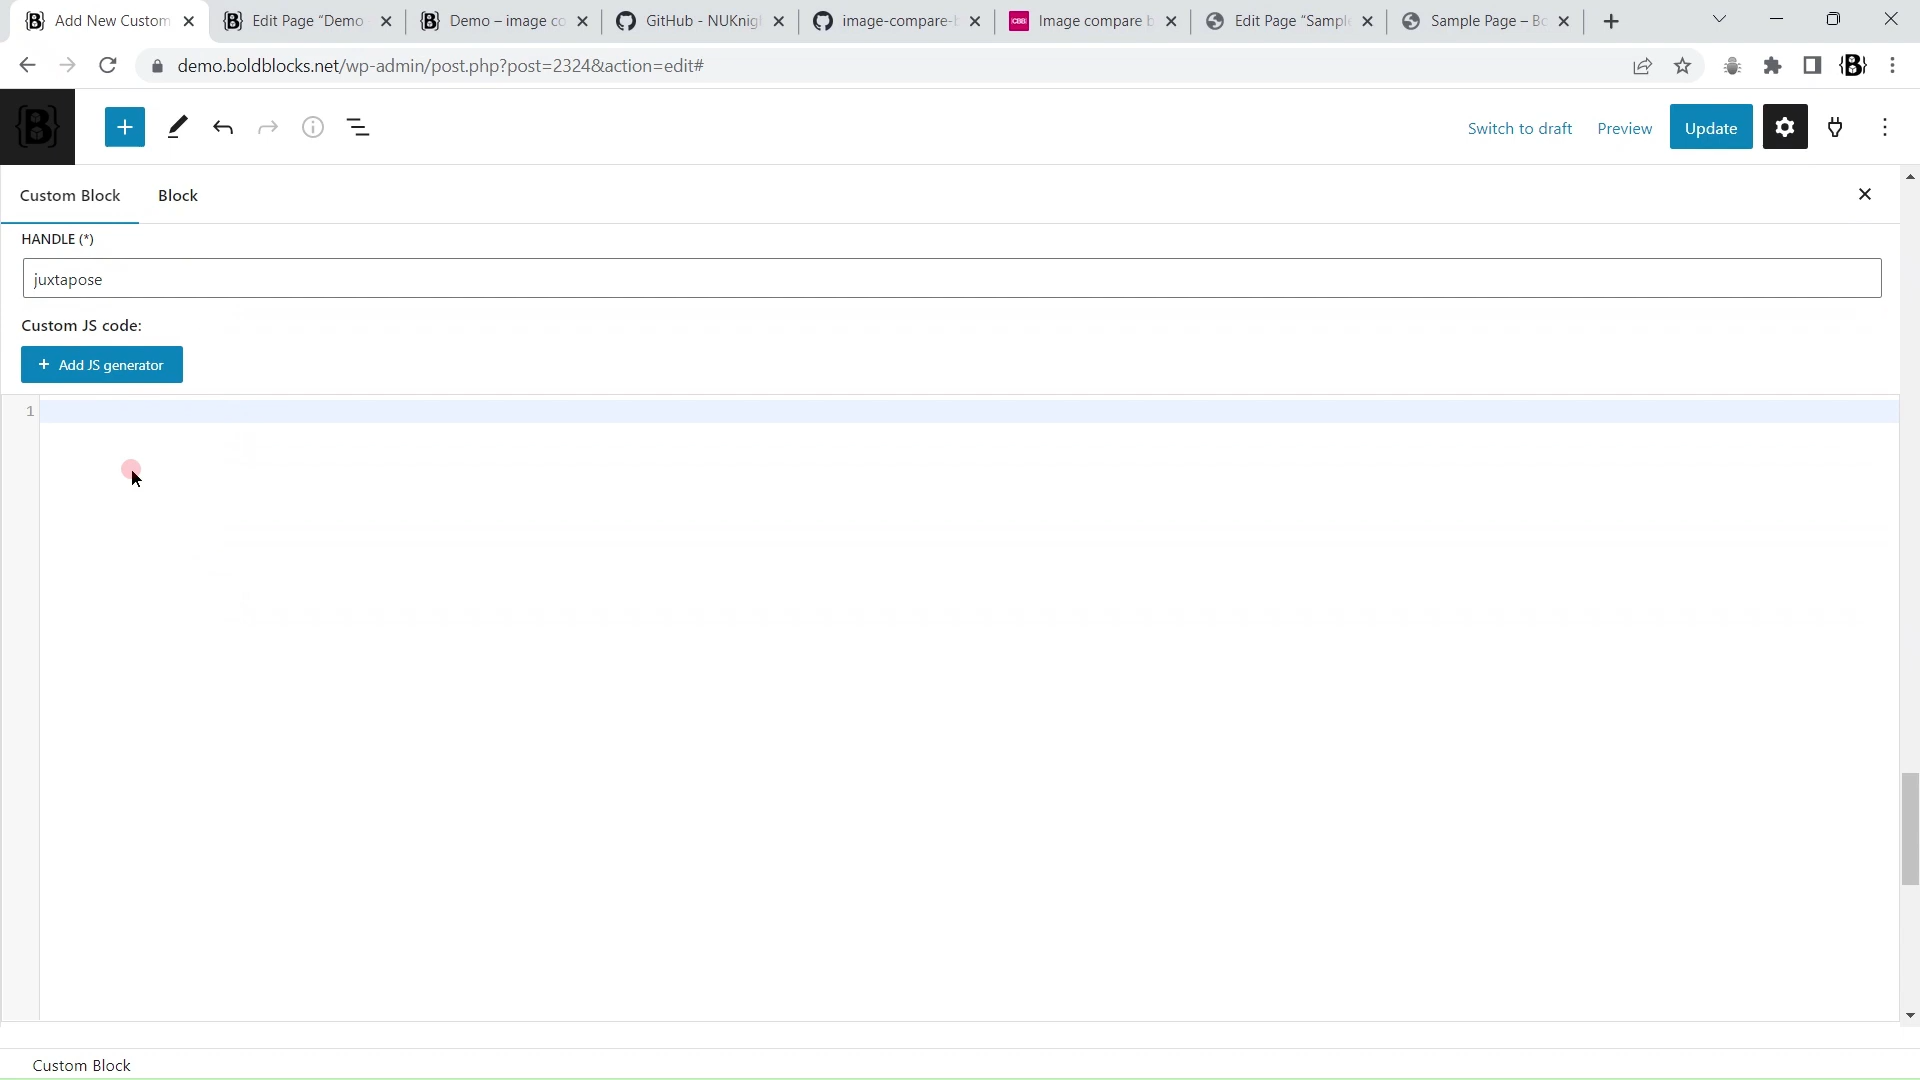 Add New Custom
Edit Page “Demo
Demo – image co
GitHub - NUKnig
image-compare-b
Image compare b
Edit Page “Sampl
Sample Page – Bo
demo.boldblocks.net/wp-admin/post.php?post=2324&action=edit#
Switch to draft
Preview
Update
Custom Block
Block
HANDLE (*)
juxtapose
Custom JS code:
+ Add JS generator
1
Custom Block